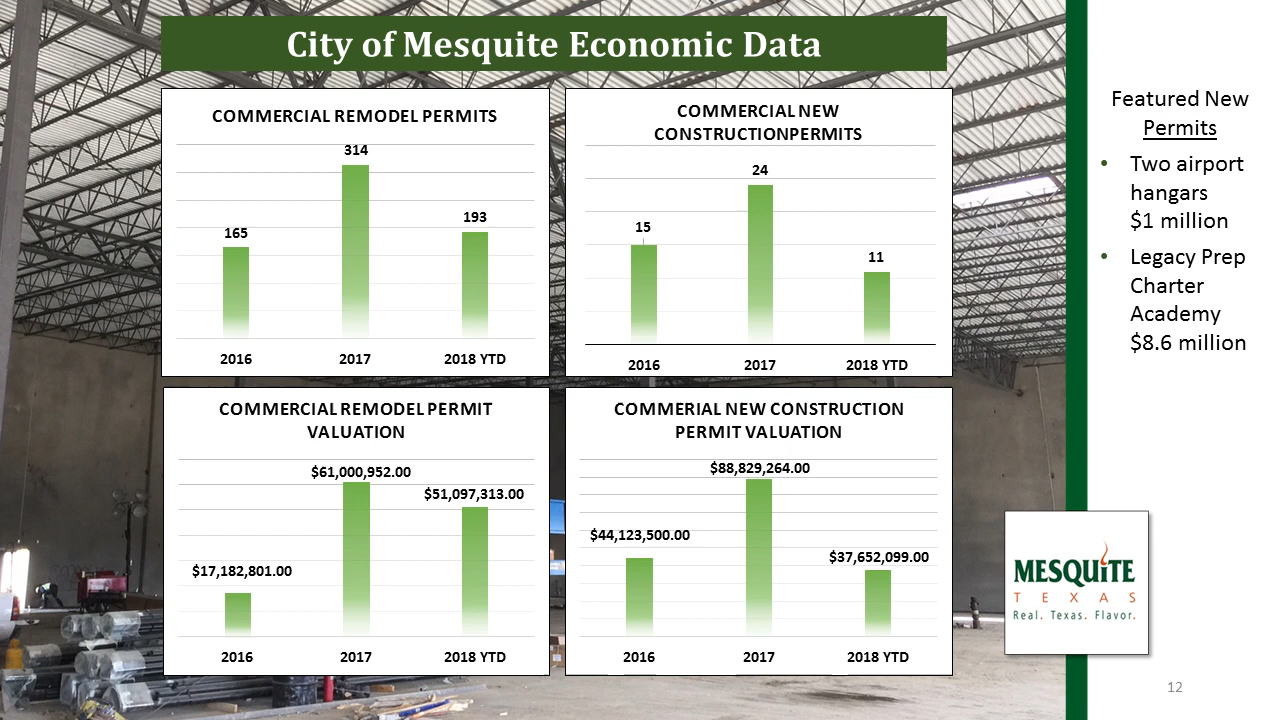 City of Mesquite Economic Data
COMMERCIAL REMODEL PERMITS
314
193
165
2016
2017
2018 YTD
COMMERCIAL NEW
CONSTRUCTIONPERMITS
24
15
11
2016
2017
2018 YTD
COMMERCIAL REMODEL PERMIT
VALUATION
$61,000,952.00
$51,097,313.00
$17,182,801.00
2016
2017
2018 YTD
COMMERIAL NEW CONSTRUCTION
PERMIT VALUATION
$88,829,264.00
$44,123,500.00
$37,652,099.00
2016
2017
2018 YTD
Featured New
Permits
• Two airport
hangars
$1 million
• Legacy Prep
Charter
Academy
$8.6 million
MESQUiTE
TEXAS
Real. Texas. Flavor.
12